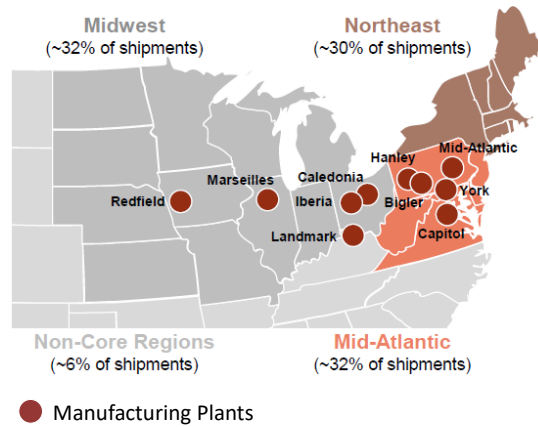 Midwest
(~32% of shipments)
Northeast
(~30% of shipments)
Hanley
Mid-Atlantic
Marseilles
Caledonia
Redfield
Iberia
Bigler
York
Landmark
Capitol
Non-Core Regions
(~6% of shipments)
Mid-Atlantic
(~32% of shipments)
Manufacturing Plants